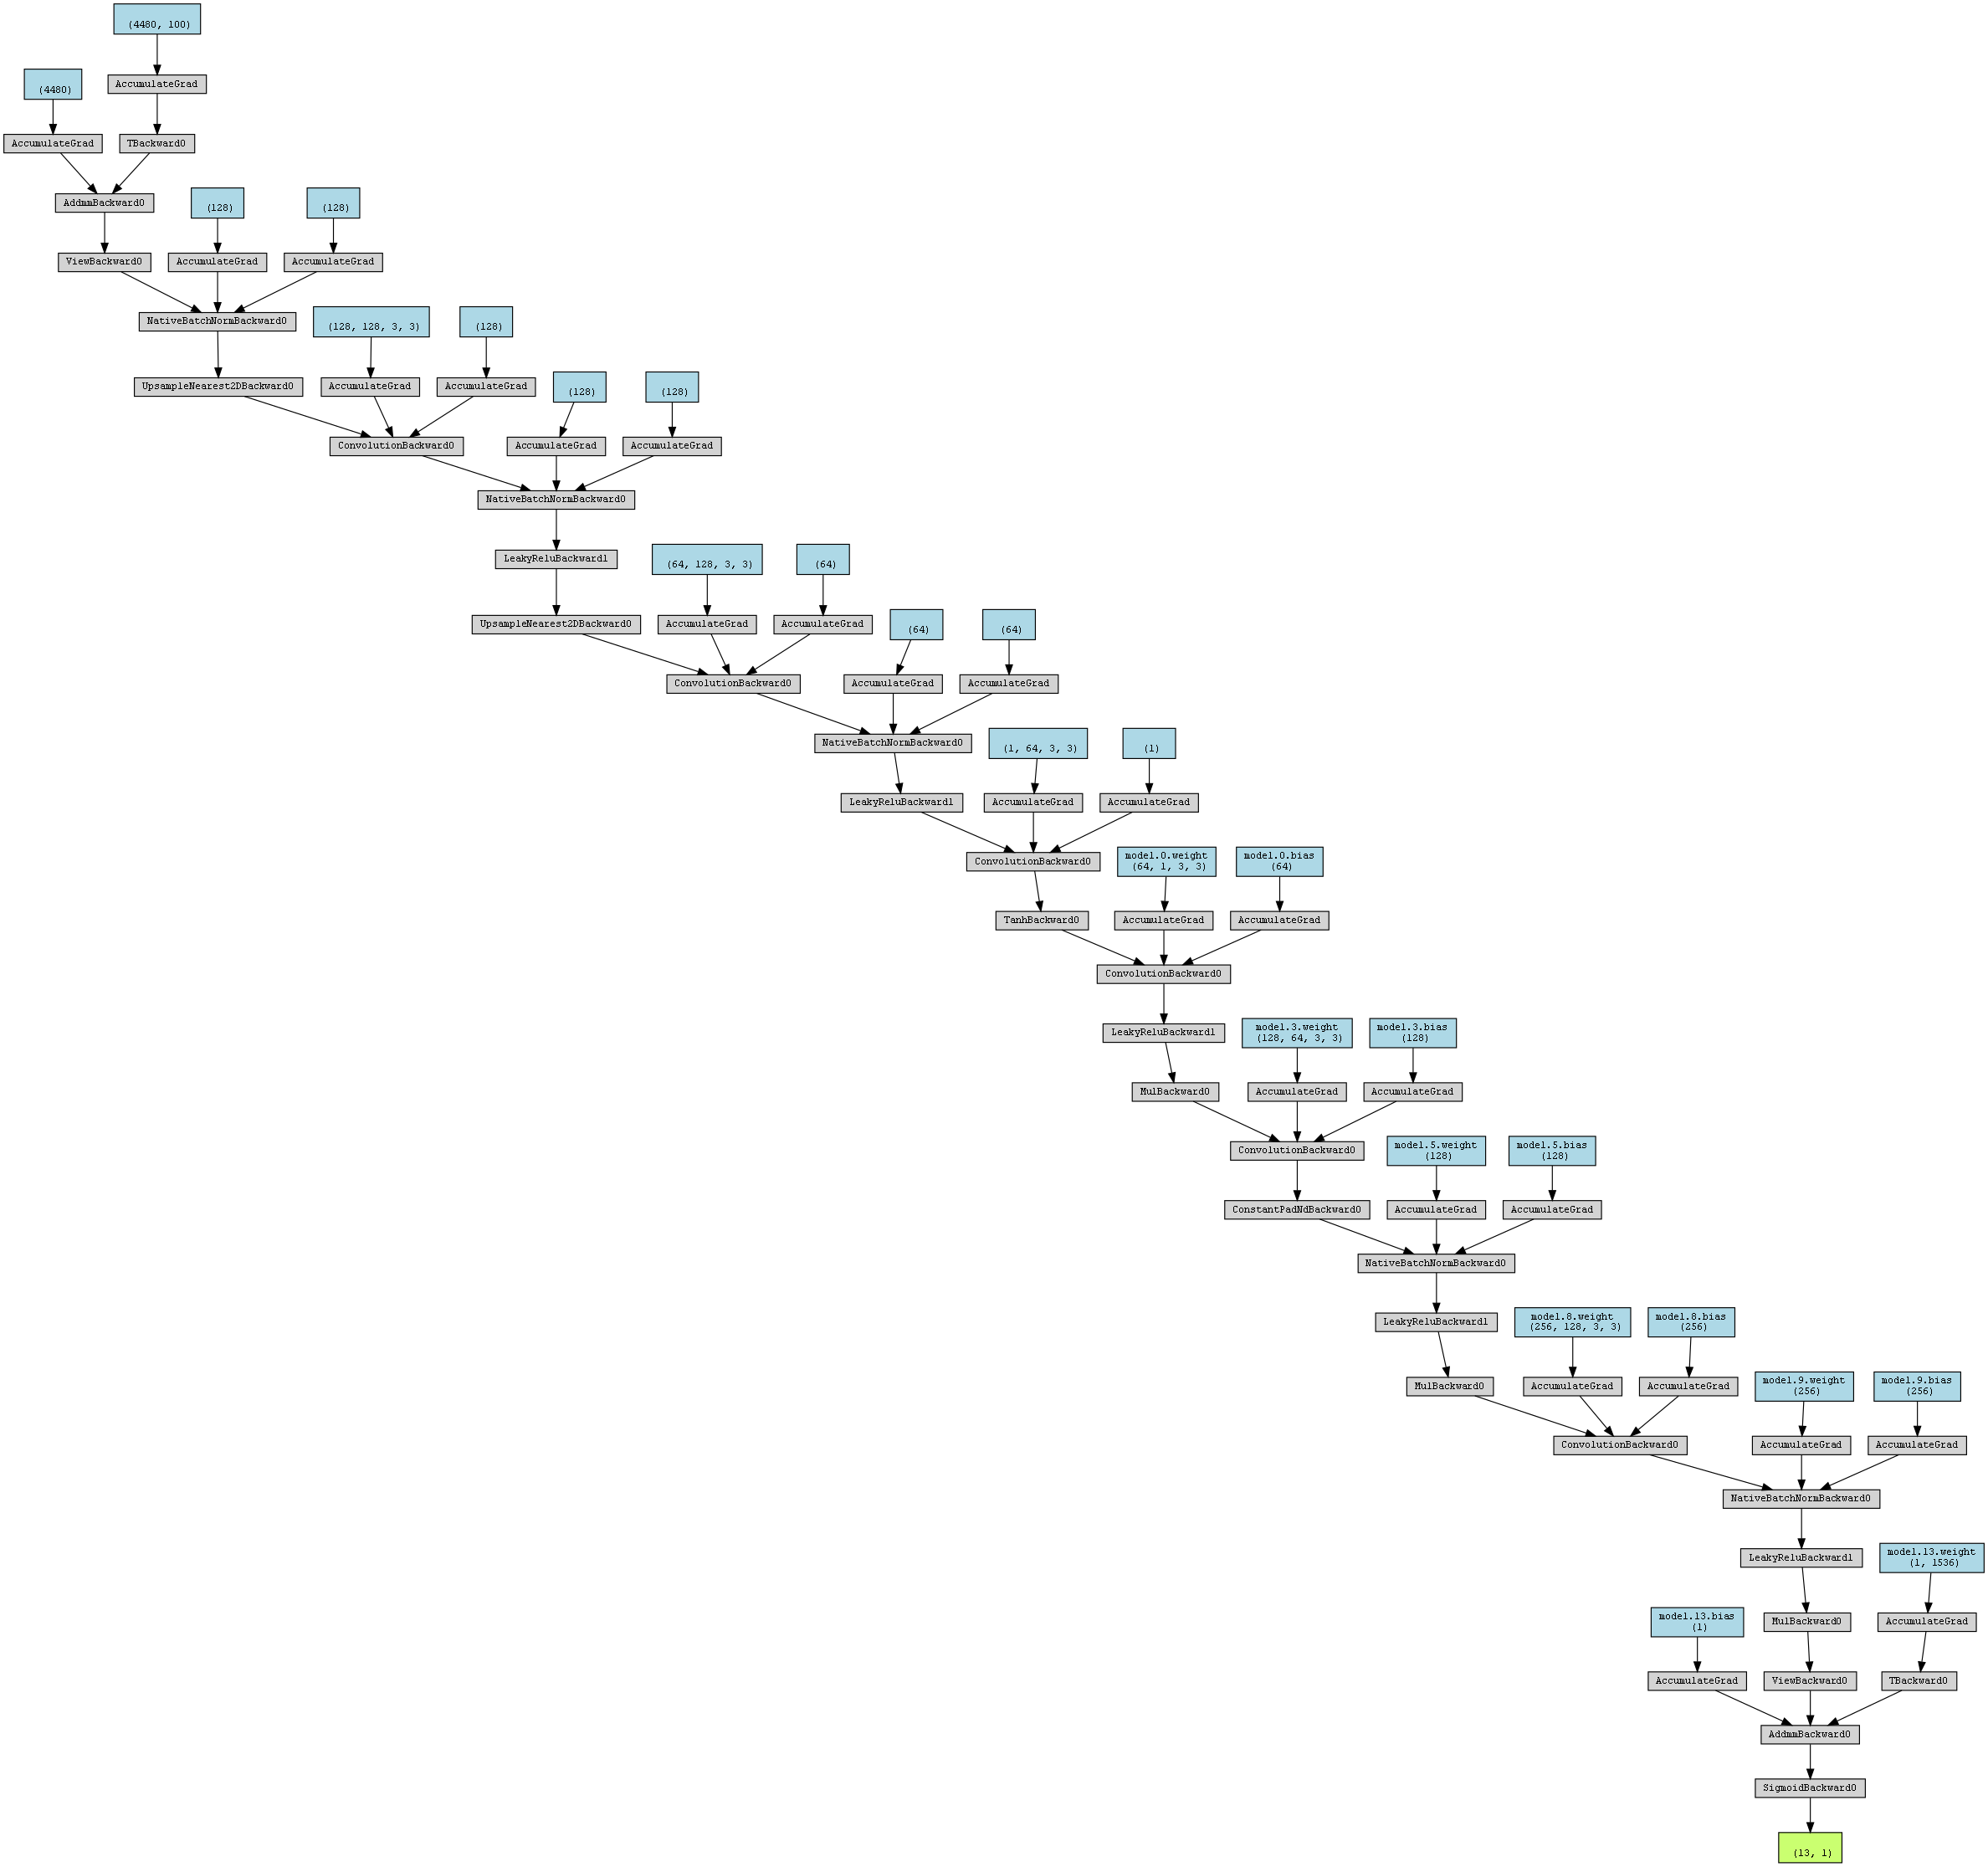 (4480, 100)
AccumulateGrad
(4480)
AccumulateGrad
TBackward0
AddmmBackward0
(128)
(128)
ViewBackward0
AccumulateGrad
AccumulateGrad
NativeBatchNormBackward0
(128, 128, 3, 3)
(128)
UpsampleNearest2DBackward0
AccumulateGrad
AccumulateGrad
(128)
(128)
ConvolutionBackward0
AccumulateGrad
AccumulateGrad
NativeBatchNormBackward0
LeakyReluBackward1
(64, 128, 3, 3)
(64)
UpsampleNearest2DBackward0
AccumulateGrad
AccumulateGrad
(64)
(64)
ConvolutionBackward0
AccumulateGrad
AccumulateGrad
NativeBatchNormBackward0
(1, 64, 3, 3)
(1)
LeakyReluBackward1
AccumulateGrad
AccumulateGrad
ConvolutionBackward0
model.0.weight
(64, 1, 3, 3)
model.0.bias
(64)
TanhBackward0
AccumulateGrad
AccumulateGrad
ConvolutionBackward0
LeakyReluBackward1
model.3.weight
(128, 64, 3, 3)
model.3.bias
(128)
MulBackward0
AccumulateGrad
AccumulateGrad
ConvolutionBackward0
model.5.weight
(128)
model.5.bias
(128)
ConstantPadNdBackward0
AccumulateGrad
AccumulateGrad
NativeBatchNormBackward0
LeakyReluBackward1
model.8.weight
(256, 128, 3, 3)
model.8.bias
(256)
MulBackward0
AccumulateGrad
AccumulateGrad
model.9.weight
(256)
model.9.bias
(256)
ConvolutionBackward0
AccumulateGrad
AccumulateGrad
NativeBatchNormBackward0
LeakyReluBackward1
model.13.weight
(1, 1536)
model.13.bias
(1)
MulBackward0
AccumulateGrad
AccumulateGrad
ViewBackward0
TBackward0
AddmmBackward0
SigmoidBackward0
(13, 1)